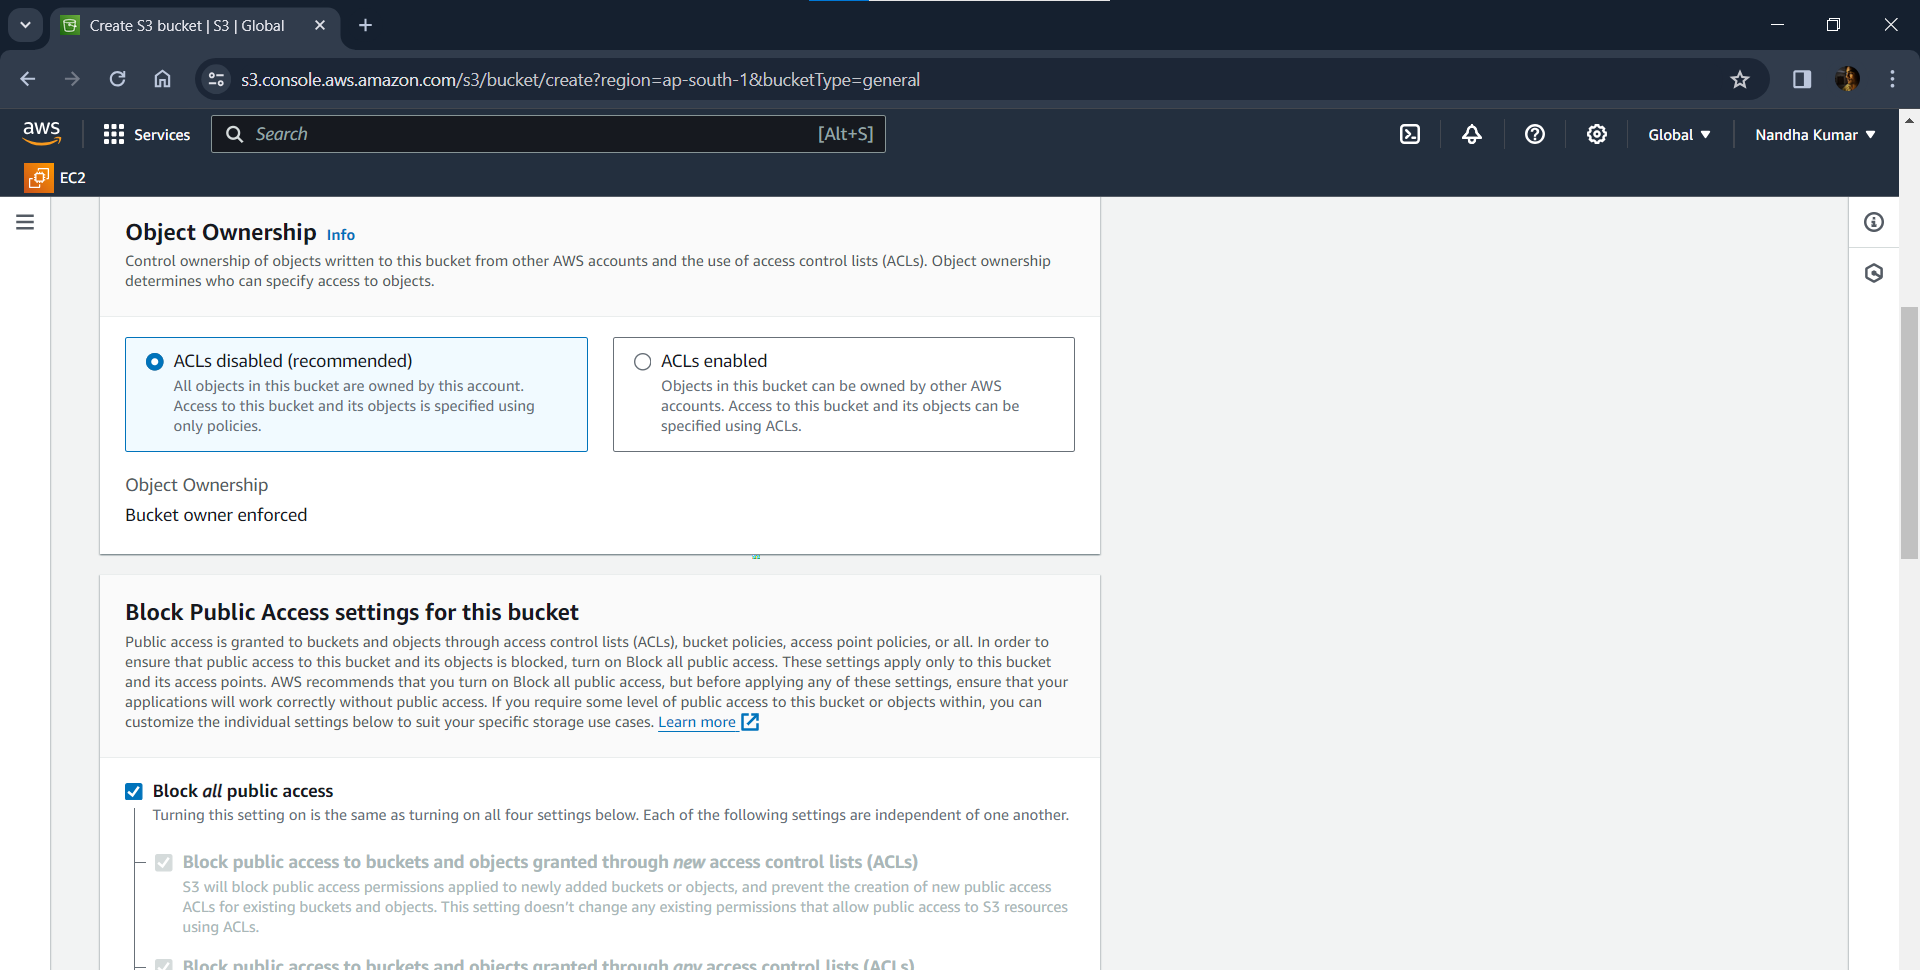 Create S3 bucket | S3 | Global
s3.console.aws.amazon.com/s3/bucket/create?region=ap-south-1&bucketType=general
aws
Services
Search
[Alt+S]
Global
Nandha Kumar
EC2
Object Ownership Info
Control ownership of objects written to this bucket from other AWS accounts and the use of access control lists (ACLs). Object ownership
determines who can specify access to objects.
ACLs disabled (recommended)
All objects in this bucket are owned by this account.
Access to this bucket and its objects is specified using
only policies.
ACLs enabled
Objects in this bucket can be owned by other AWS
accounts. Access to this bucket and its objects can be
specified using ACLs.
Object Ownership
Bucket owner enforced
Block Public Access settings for this bucket
Public access is granted to buckets and objects through access control lists (ACLs), bucket policies, access point policies, or all. In order to
ensure that public access to this bucket and its objects is blocked, turn on Block all public access. These settings apply only to this bucket
and its access points. AWS recommends that you turn on Block all public access, but before applying any of these settings, ensure that your
applications will work correctly without public access. If you require some level of public access to this bucket or objects within, you can
customize the individual settings below to suit your specific storage use cases. Learn more
Block all public access
Turning this setting on is the same as turning on all four settings below. Each of the following settings are independent of one another.
Block public access to buckets and objects granted through new access control lists (ACLs)
S3 will block public access permissions applied to newly added buckets or objects, and prevent the creation of new public access
ACLs for existing buckets and objects. This setting doesn't change any existing permissions that allow public access to S3 resources
using ACLs.
Block public access to buckets and objects granted through any access control lists (ACLs)